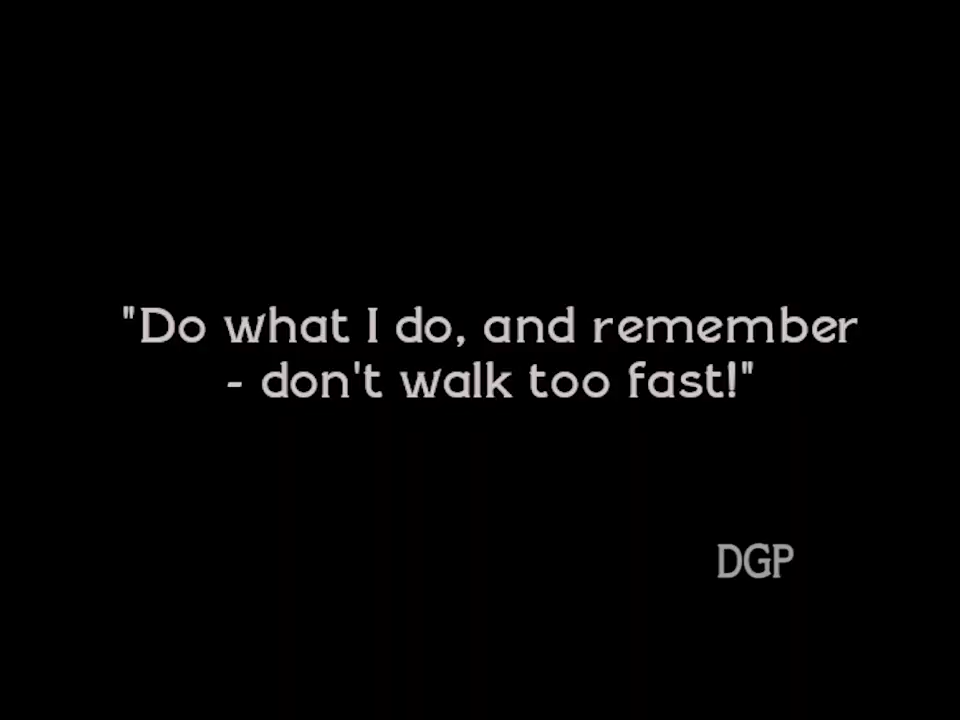 "Do what I do, and remember
- don't walk too fast!"
DGP